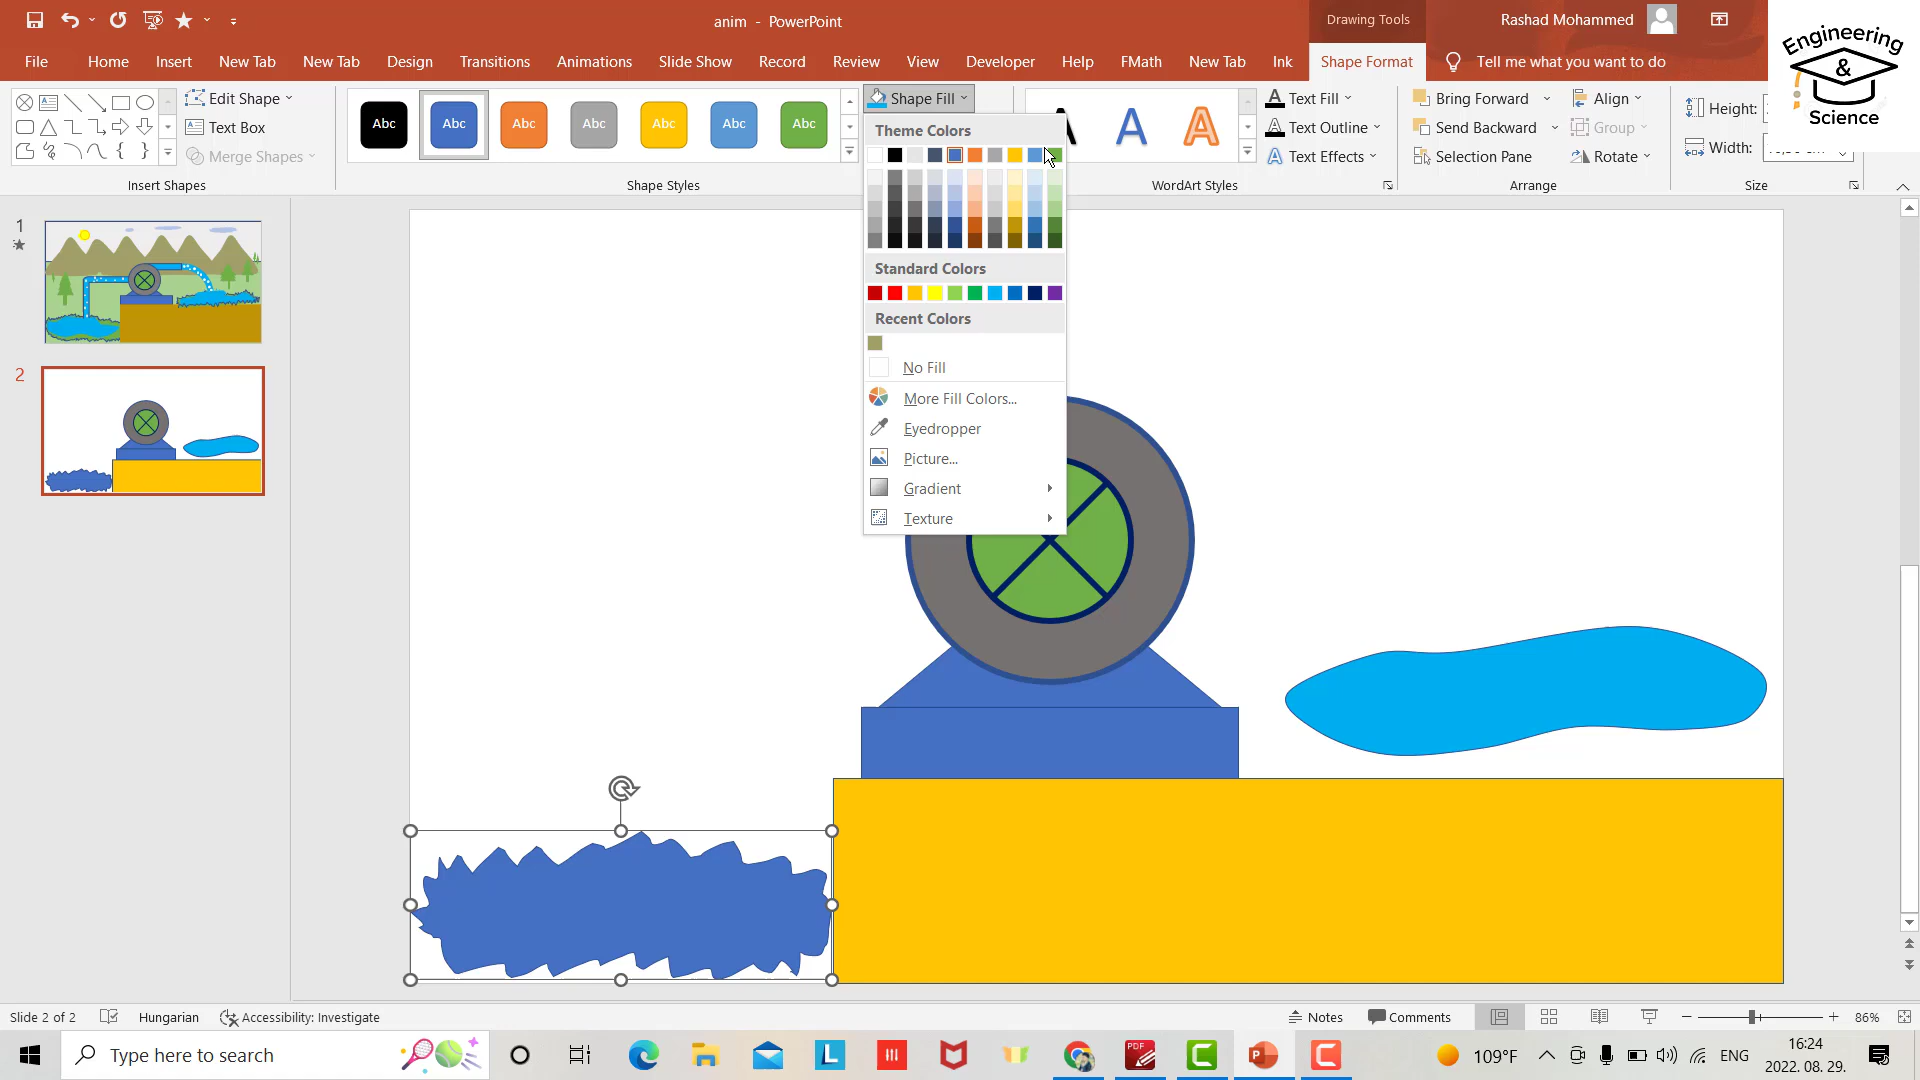 anim - PowerPoint
Drawing Tools
Rashad Mohammed
Engineering
&
Science
File
Home
Insert
New Tab
New Tab
Design
Transitions
Animations
Slide Show
Record
Review
View
Developer
Help
FMath
New Tab
Ink
Shape Format
Tell me what you want to do
Edit Shape
Text Box
Merge Shapes
Insert Shapes
Abc
Abc
Abc
Abc
Abc
Abc
Abc
Shape Styles
Shape Fill
A
A
A
Text Fill
Text Outline
Text Effects
WordArt Styles
Bring Forward
Send Backward
Selection Pane
Align
Group
Rotate
Arrange
Height:
Width:
Size
Theme Colors
Standard Colors
Recent Colors
No Fill
More Fill Colors...
Eyedropper
Picture...
Gradient
Texture
1
2
Slide 2 of 2
Hungarian
Accessibility: Investigate
Notes
Comments
86%
Type here to search
109°F
ENG
16:24
2022. 08. 29.